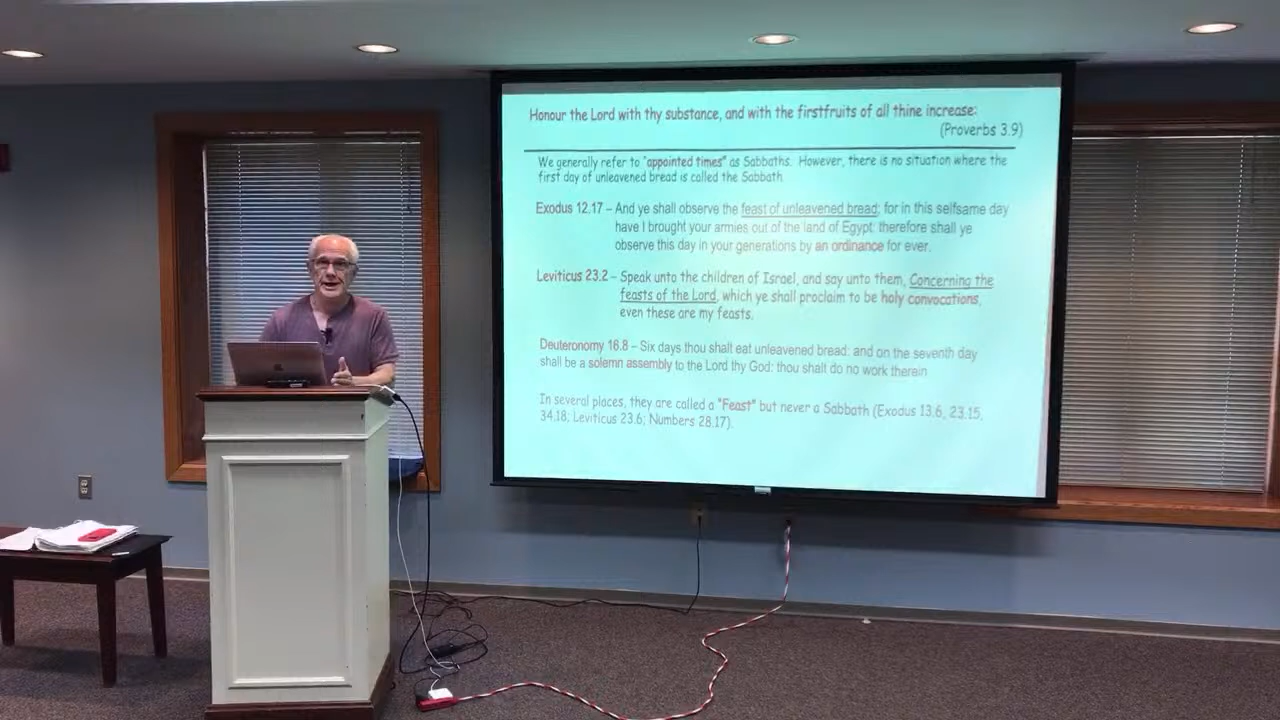 Honour the Lord with thy substance, and with the firstfruits of all thine increase:
(Proverbs 3.9)
We generally refer to "appointed times" as Sabbaths. However, there is no situation where the
first day of unleavened bread is called the Sabbath
Exodus 12.17 – And ye shall observe the feast of unleavened bread; for in this selfsame day
have I brought your armies out of the land of Egypt: therefore shall ye
observe this day in your generations by an ordinance for ever.
Leviticus 23.2 – Speak unto the children of Israel, and say unto them, Concerning the
feasts of the Lord, which ye shall proclaim to be holy convocations,
even these are my feasts.
Deuteronomy 16.8 – Six days thou shalt eat unleavened bread: and on the seventh day
shall be a solemn assembly to the Lord thy God: thou shalt do no work therein
In several places, they are called a "Feast" but never a Sabbath (Exodus 13.6, 23.15,
34.18; Leviticus 23.6; Numbers 28.17).